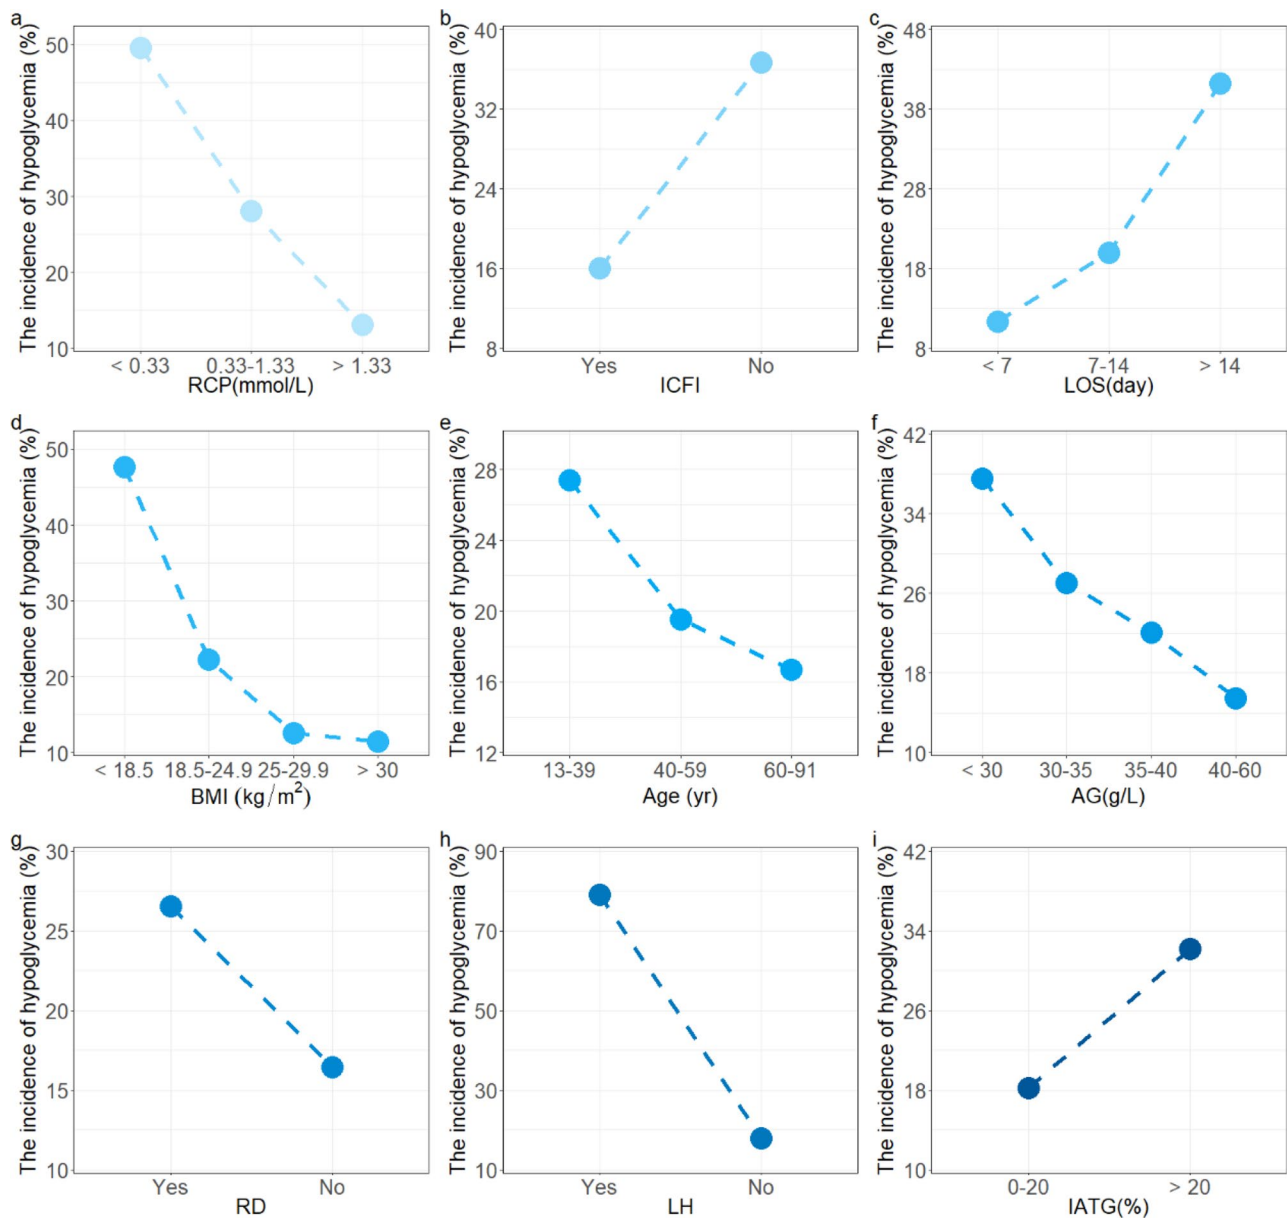 a
The incidence of hypoglycemia (%)
50
40
30
20
10
< 0.33 0.33-1.33 > 1.33
RCP(mmol/L)
b
The incidence of hypoglycemia (%)
40
32
24
16
8
Yes No
ICFI
c
The incidence of hypoglycemia (%)
48
38
28
18
8
< 7 7-14 > 14
LOS(day)
d
The incidence of hypoglycemia (%)
50
40
30
20
10
< 18.5 18.5-24.9 25-29.9 > 30
BMI (kg/m²)
e
The incidence of hypoglycemia (%)
28
24
20
16
12
13-39 40-59 60-91
Age (yr)
f
The incidence of hypoglycemia (%)
42
34
26
18
10
< 30 30-35 35-40 40-60
AG(g/L)
g
The incidence of hypoglycemia (%)
30
25
20
15
10
Yes No
RD
h
The incidence of hypoglycemia (%)
90
70
50
30
10
Yes No
LH
i
The incidence of hypoglycemia (%)
42
34
26
18
10
0-20 > 20
IATG(%)